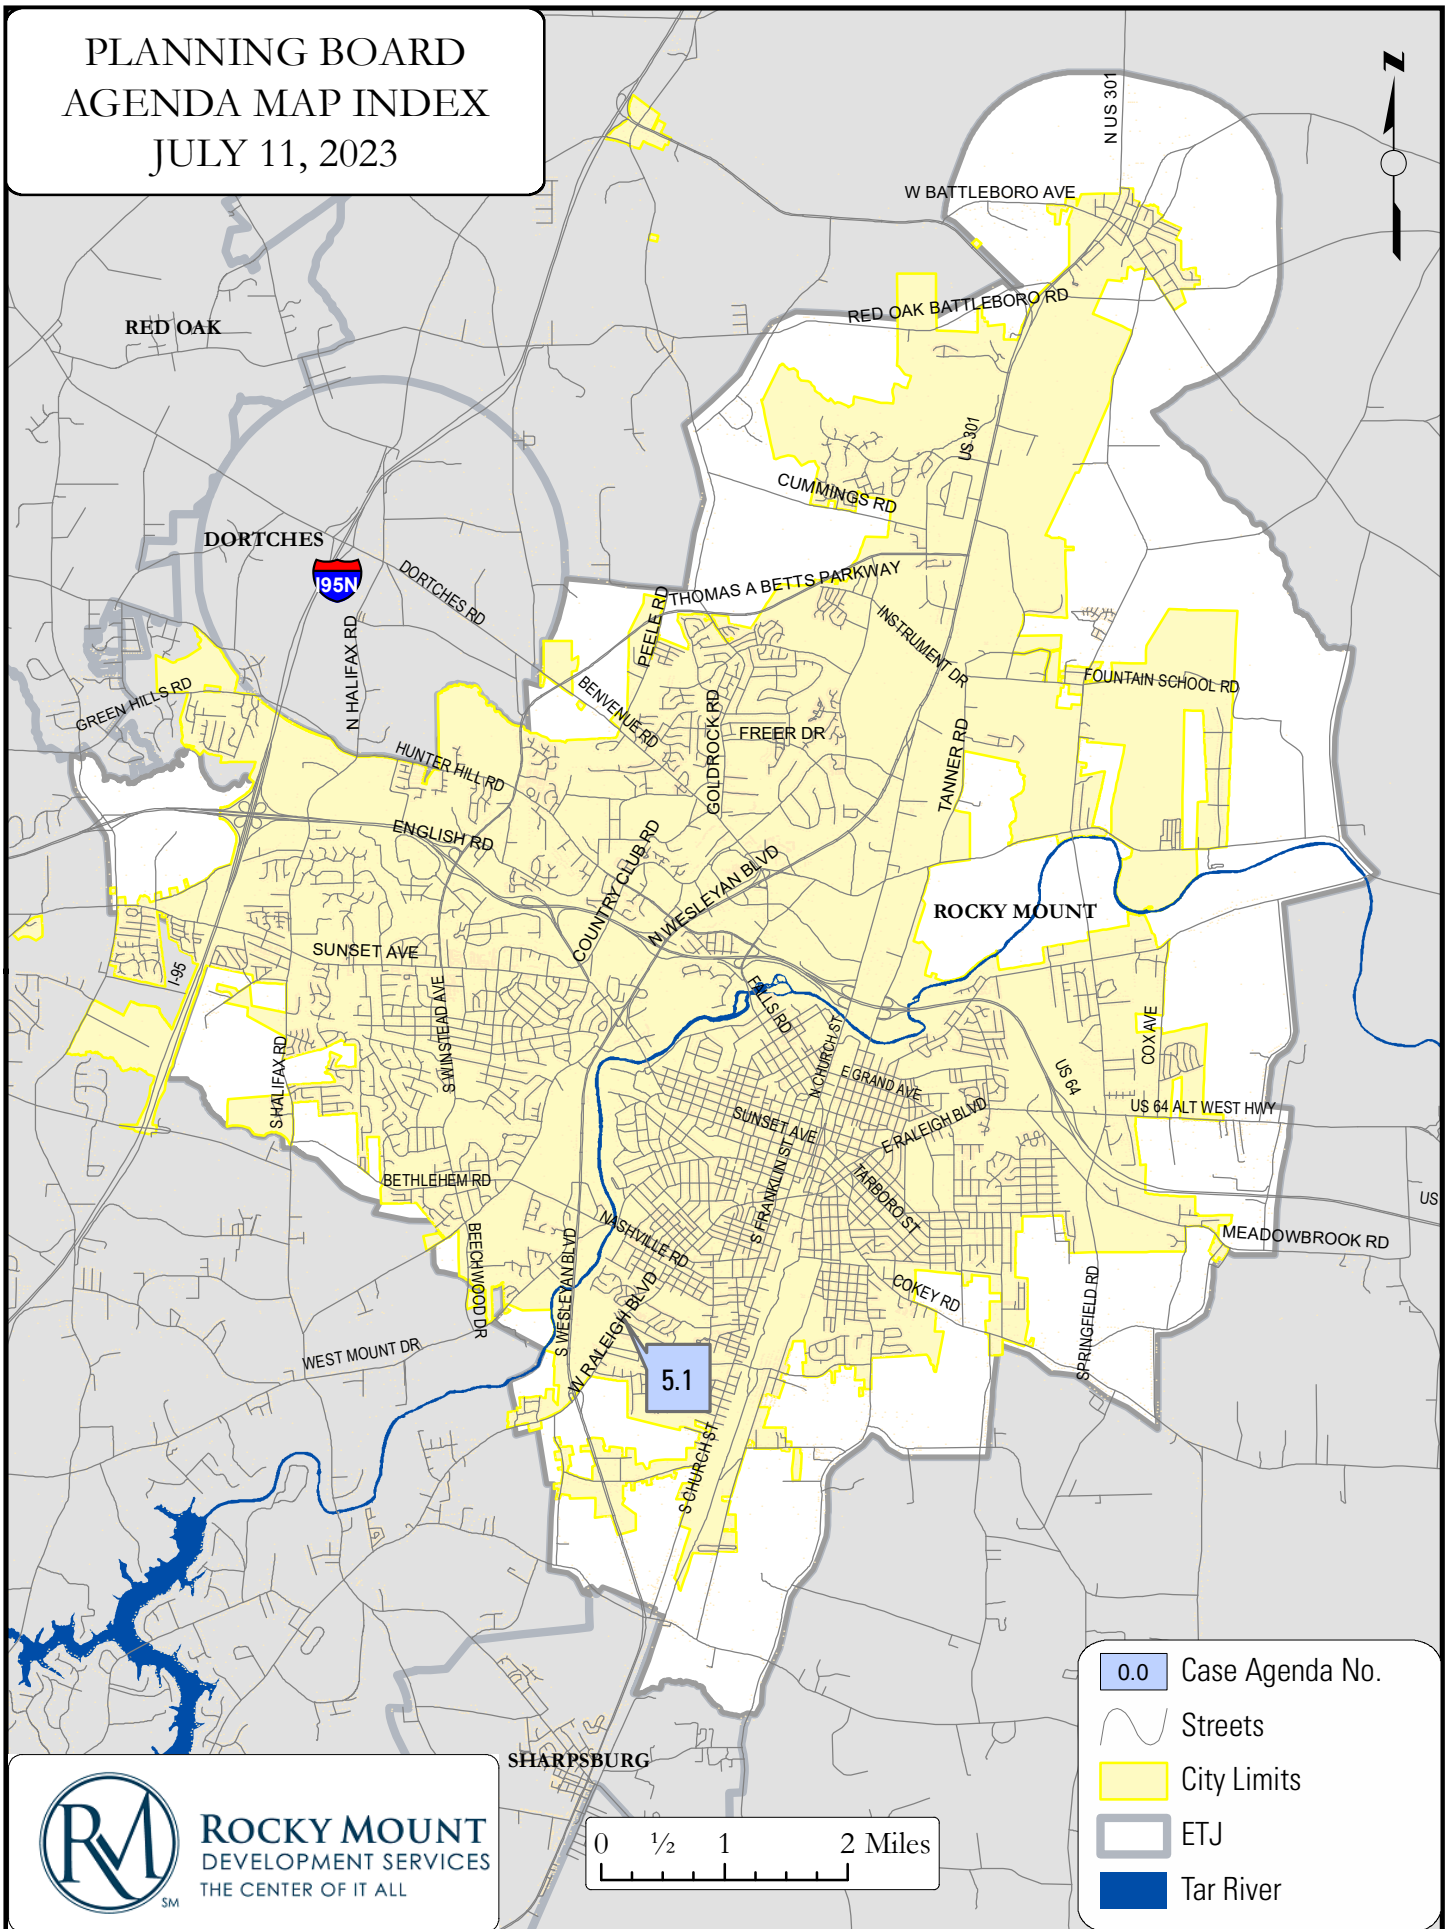 PLANNING BOARD
AGENDA MAP INDEX
JULY 11, 2023
N
N US 301
W BATTLEBORO AVE
RED OAK BATTLEBORO RD
RED OAK
US 301
CUMMINGS RD
DORTCHES
I95N
DORTCHES RD
THOMAS A BETTS PARKWAY
PEELE RD
N HALIFAX RD
INSTRUMENT DR
FOUNTAIN SCHOOL RD
GREEN HILLS RD
BENVENUE RD
GOLDROCK RD
FREER DR
TANNER RD
HUNTER HILL RD
ENGLISH RD
COUNTRY CLUB RD
N WESLEYAN BLVD
ROCKY MOUNT
SUNSET AVE
I-95
S WINSTEAD AVE
FALLS RD
N CHURCH ST
COX AVE
S HALIFAX RD
E GRAND AVE
US 64
US 64 ALT WEST HWY
SUNSET AVE
E RALEIGH BLVD
BETHLEHEM RD
S FRANKLIN ST
TARBORO ST
US
NASHVILLE RD
MEADOWBROOK RD
BEECHWOOD DR
S WESLEYAN BLVD
COKEY RD
SPRINGFIELD RD
W RALEIGH BLVD
WEST MOUNT DR
5.1
S CHURCH ST
SHARPSBURG
0.0 Case Agenda No.
Streets
City Limits
ETJ
Tar River
RM
SM
ROCKY MOUNT
DEVELOPMENT SERVICES
THE CENTER OF IT ALL
0 ½ 1 2 Miles